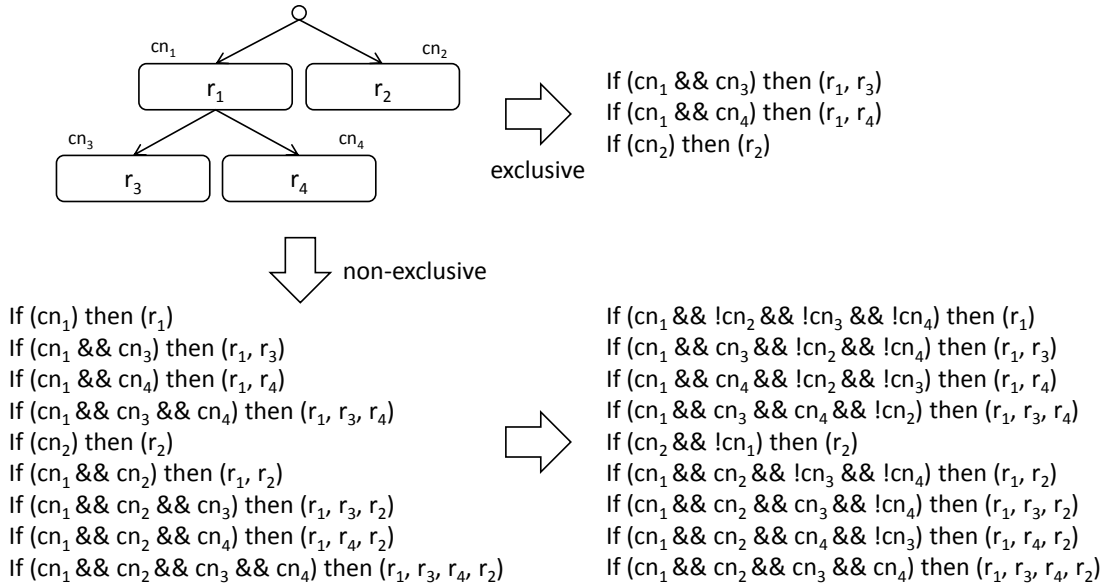 cn₁
cn₂
r₁
r₂
cn₃
cn₄
r₃
r₄
exclusive
If (cn₁ && cn₃) then (r₁, r₃)
If (cn₁ && cn₄) then (r₁, r₄)
If (cn₂) then (r₂)
non-exclusive
If (cn₁) then (r₁)
If (cn₁ && cn₃) then (r₁, r₃)
If (cn₁ && cn₄) then (r₁, r₄)
If (cn₁ && cn₃ && cn₄) then (r₁, r₃, r₄)
If (cn₂) then (r₂)
If (cn₁ && cn₂) then (r₁, r₂)
If (cn₁ && cn₂ && cn₃) then (r₁, r₃, r₂)
If (cn₁ && cn₂ && cn₄) then (r₁, r₄, r₂)
If (cn₁ && cn₂ && cn₃ && cn₄) then (r₁, r₃, r₄, r₂)
If (cn₁ && !cn₂ && !cn₃ && !cn₄) then (r₁)
If (cn₁ && cn₃ && !cn₂ && !cn₄) then (r₁, r₃)
If (cn₁ && cn₄ && !cn₂ && !cn₃) then (r₁, r₄)
If (cn₁ && cn₃ && cn₄ && !cn₂) then (r₁, r₃, r₄)
If (cn₂ && !cn₁) then (r₂)
If (cn₁ && cn₂ && !cn₃ && !cn₄) then (r₁, r₂)
If (cn₁ && cn₂ && cn₃ && !cn₄) then (r₁, r₃, r₂)
If (cn₁ && cn₂ && cn₄ && !cn₃) then (r₁, r₄, r₂)
If (cn₁ && cn₂ && cn₃ && cn₄) then (r₁, r₃, r₄, r₂)